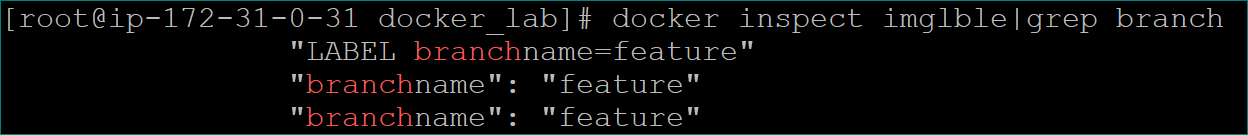 [root@ip-172-31-0-31 docker_lab]# docker inspect imglble|grep branch
"LABEL branchname=feature"
"branchname": "feature"
"branchname": "feature"